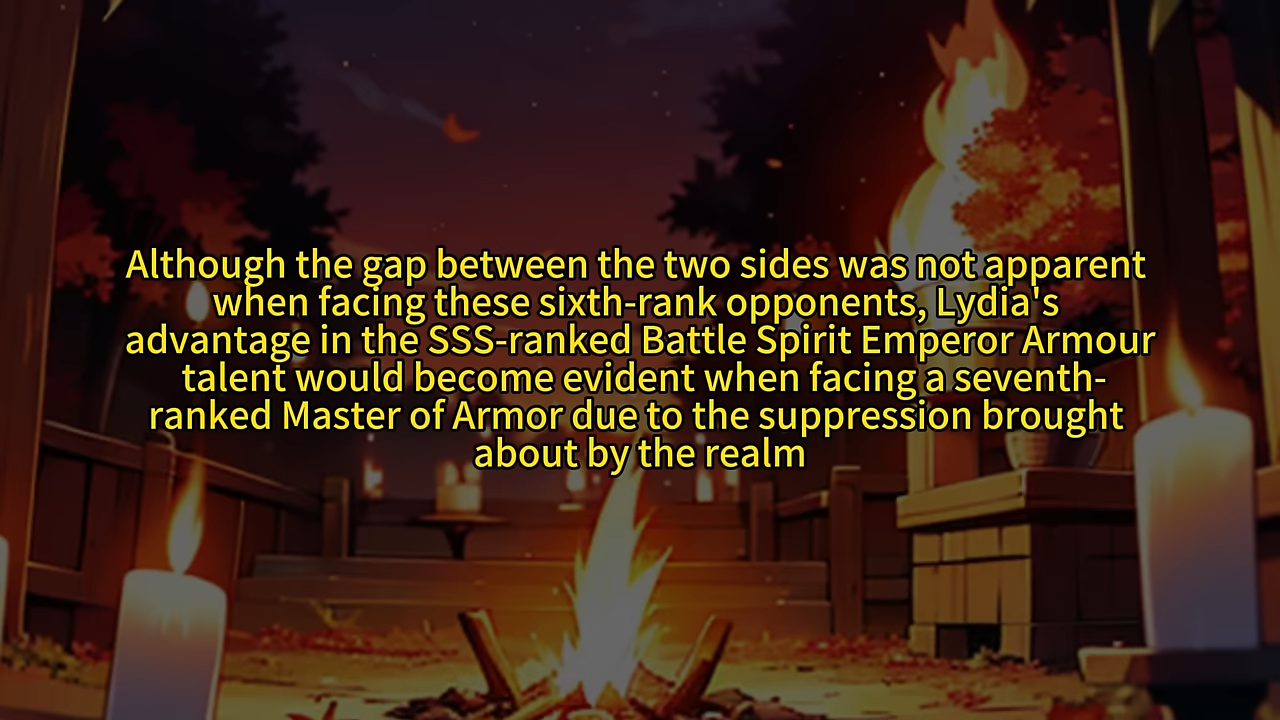 Although the gap between the two sides was not apparent
when facing these sixth-rank opponents, Lydia's
advantage in the SSS-ranked Battle Spirit Emperor Armour
talent would become evident when facing a seventh-
ranked Master of Armor due to the suppression brought
about by the realm